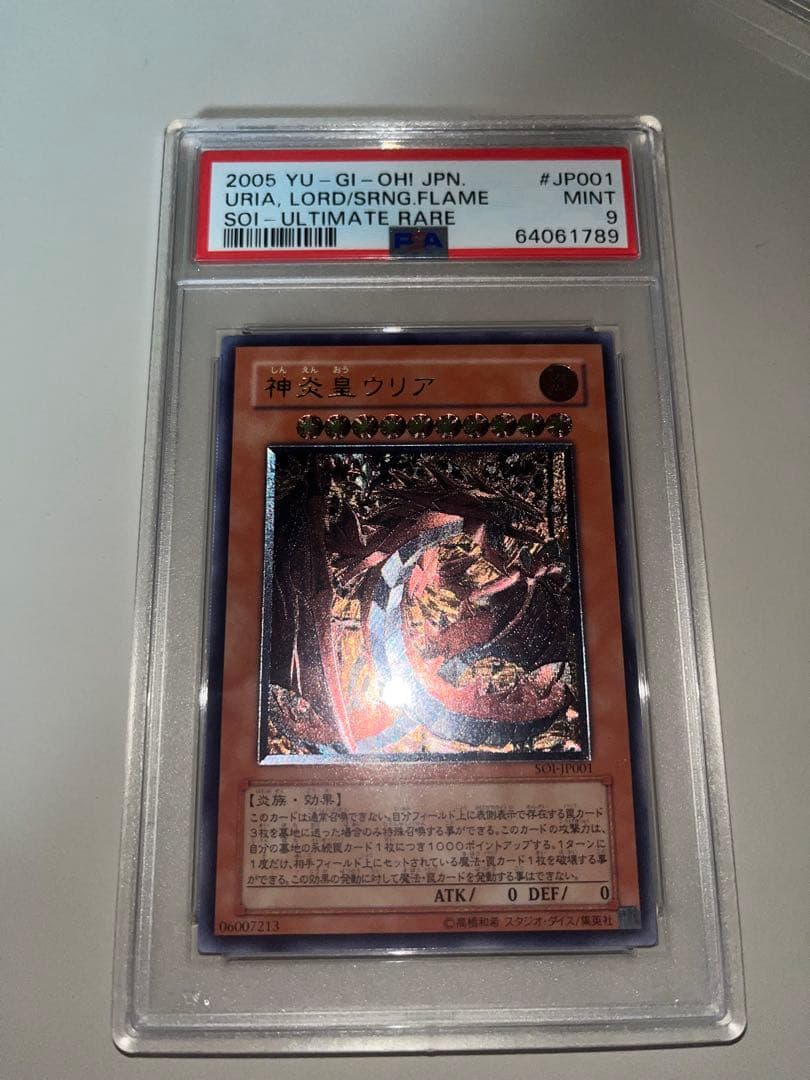 2005 YU-GI-OH! JPN. #JP001
URIA, LORD/SRNG.FLAME MINT
SOI-ULTIMATE RARE 9
PSA 64061789
しん えん おう
神炎皇ウリア
SOI-JP001
【炎族・効果】
このカードは通常召喚できない。自分フィールド上に表側表示で存在する罠カード
3枚を墓地に送った場合のみ特殊召喚する事ができる。このカードの攻撃力は、
自分の墓地の永続罠カード1枚につき1000ポイントアップする。1ターンに
1度だけ、相手フィールド上にセットされている魔法・罠カード1枚を破壊する事
ができる。この効果の発動に対して魔法・罠カードを発動する事はできない。
ATK/ 0 DEF/ 0
06007213 ©高橋和希 スタジオ・ダイス/集英社